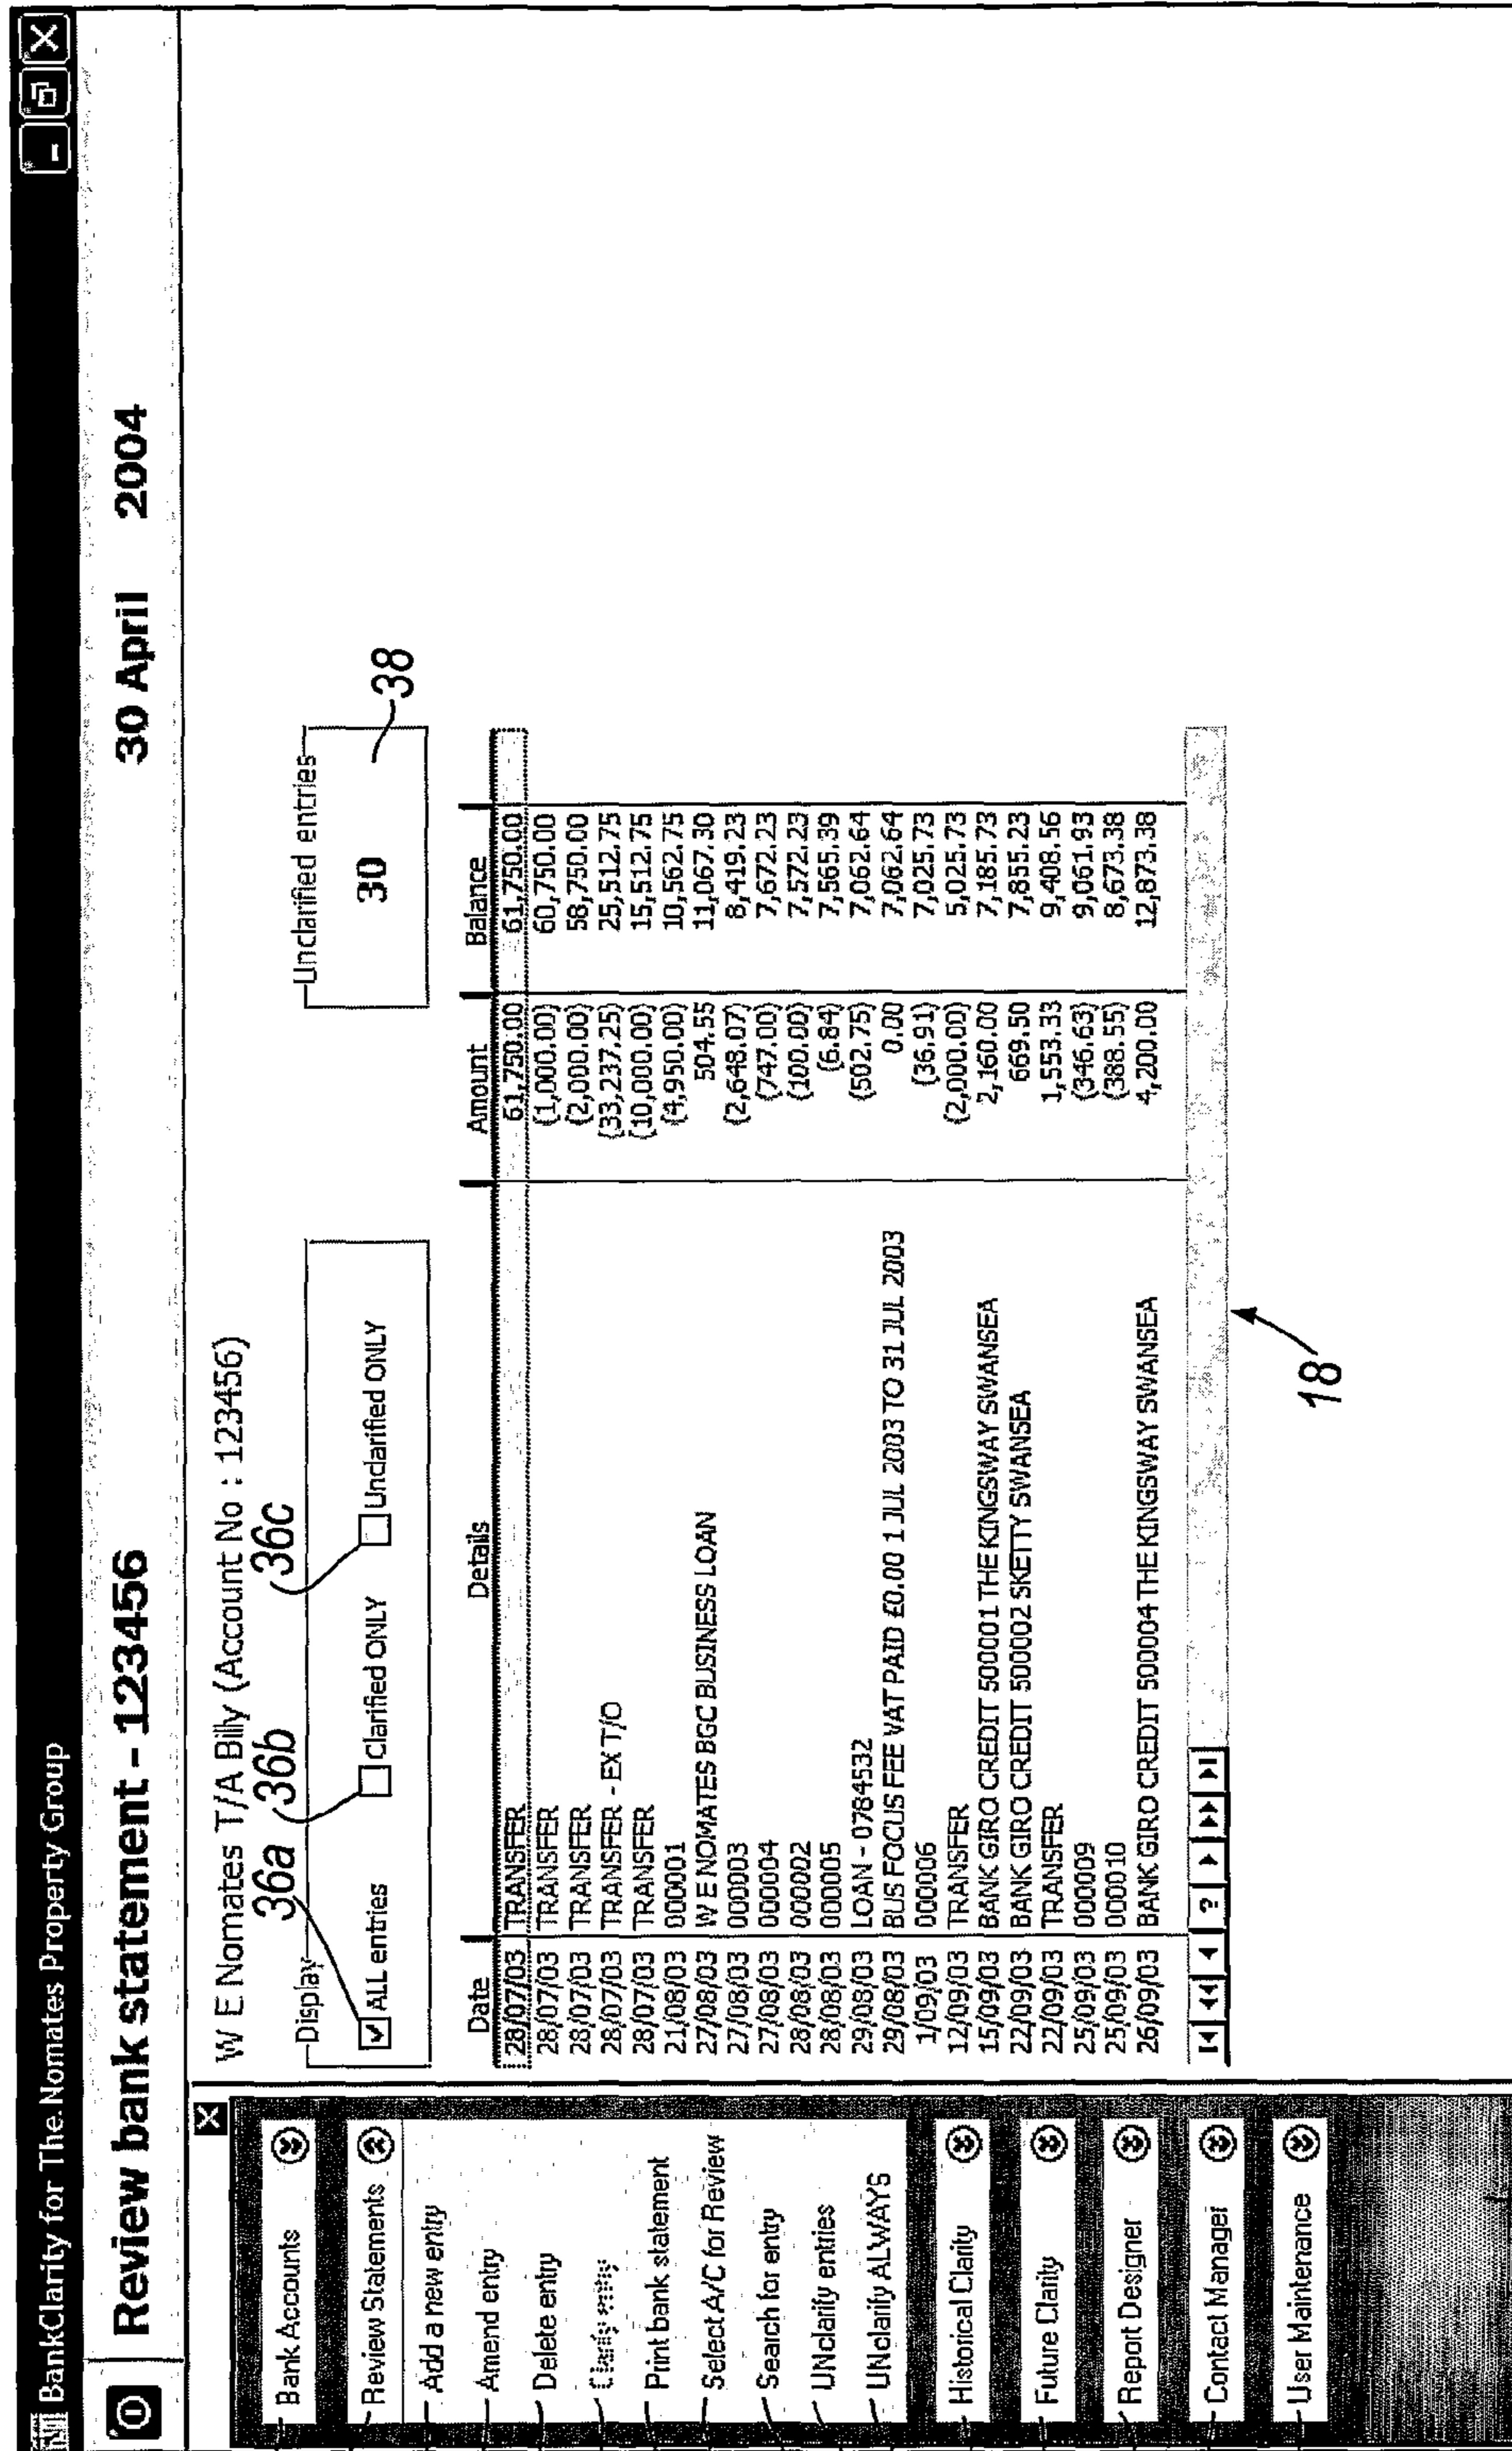 BankClarity for The Nomates Property Group
Review bank statement - 123456 30 April 2004
Bank Accounts
Review Statements
Add a new entry
Amend entry
Delete entry
Clarify entry
Print bank statement
Select A/C for Review
Search for entry
UNclarify entries
UNclarify ALWAYS
Historical Clarity
Future Clarity
Report Designer
Contact Manager
User Maintenance
W E Nomates T/A Billy (Account No : 123456)
36a 36b 36c
Display
ALL entries Clarified ONLY Unclarified ONLY
Unclarified entries
30
38
Date Details Amount Balance
28/07/03 TRANSFER 61,750.00 61,750.00
28/07/03 TRANSFER (1,000.00) 60,750.00
28/07/03 TRANSFER (2,000.00) 58,750.00
28/07/03 TRANSFER - EX T/O (33,237.25) 25,512.75
28/07/03 TRANSFER (10,000.00) 15,512.75
21/08/03 000001 (4,950.00) 10,562.75
27/08/03 W E NOMATES BGC BUSINESS LOAN 504.55 11,067.30
27/08/03 000003 (2,648.07) 8,419.23
27/08/03 000004 (747.00) 7,672.23
28/08/03 000002 (100.00) 7,572.23
28/08/03 000005 (6.84) 7,565.39
29/08/03 LOAN - 0784532 (502.75) 7,062.64
29/08/03 BUS FOCUS FEE VAT PAID £0.00 1 JUL 2003 TO 31 JUL 2003 0.00 7,062.64
1/09/03 000006 (36.91) 7,025.73
12/09/03 TRANSFER (2,000.00) 5,025.73
15/09/03 BANK GIRO CREDIT 500001 THE KINGSWAY SWANSEA 2,160.00 7,185.73
22/09/03 BANK GIRO CREDIT 500002 SKETTY SWANSEA 669.50 7,855.23
22/09/03 TRANSFER 1,553.33 9,408.56
25/09/03 000009 (346.63) 9,061.93
25/09/03 000010 (388.55) 8,673.38
26/09/03 BANK GIRO CREDIT 500004 THE KINGSWAY SWANSEA 4,200.00 12,873.38
?
18